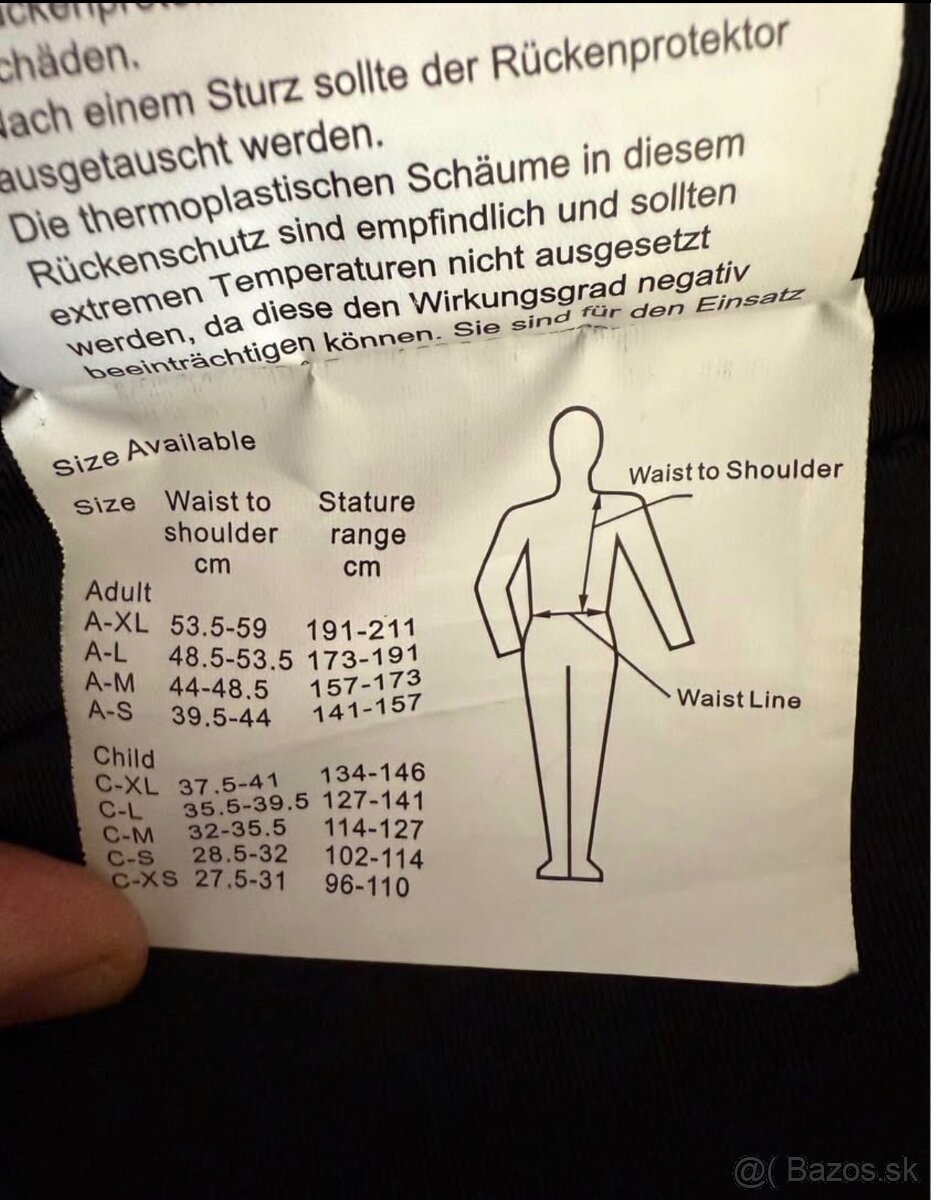 chäden.
Nach einem Sturz sollte der Rückenprotektor
ausgetauscht werden.
Die thermoplastischen Schäume in diesem
Rückenschutz sind empfindlich und sollten
extremen Temperaturen nicht ausgesetzt
werden, da diese den Wirkungsgrad negativ
beeinträchtigen können. Sie sind für den Einsatz
Size Available
Size Waist to shoulder cm Stature range cm
Adult
A-XL 53.5-59 191-211
A-L 48.5-53.5 173-191
A-M 44-48.5 157-173
A-S 39.5-44 141-157
Child
C-XL 37.5-41 134-146
C-L 35.5-39.5 127-141
C-M 32-35.5 114-127
C-S 28.5-32 102-114
C-XS 27.5-31 96-110
Waist to Shoulder
Waist Line
@( Bazos.sk